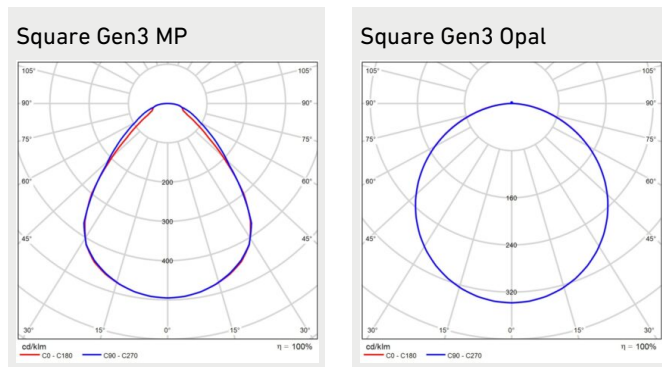 Square Gen3 MP
105° 105°
90° 90°
75° 75°
60° 60°
200
300
45° 45°
400
30° 15° 0° 15° 30°
cd/klm η = 100%
C0 - C180 C90 - C270
Square Gen3 Opal
105° 105°
90° 90°
75° 75°
60° 60°
160
45° 45°
240
320
30° 15° 0° 15° 30°
cd/klm η = 100%
C0 - C180 C90 - C270